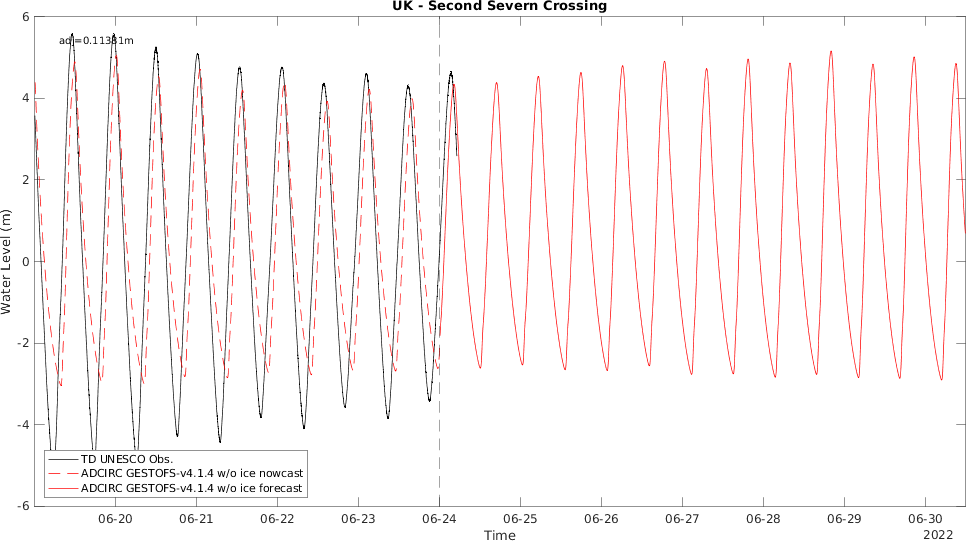 UK - Second Severn Crossing
ad =0.11331m
6
4
2
0
-2
-4
-6
Water Level (m)
TD UNESCO Obs.
ADCIRC GESTOFS-v4.1.4 w/o ice nowcast
ADCIRC GESTOFS-v4.1.4 w/o ice forecast
06-20 06-21 06-22 06-23 06-24 06-25 06-26 06-27 06-28 06-29 06-30
Time
2022